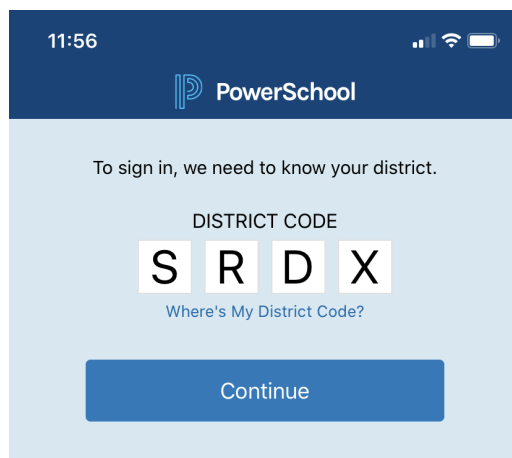 11:56
PowerSchool
To sign in, we need to know your district.
DISTRICT CODE
S R D X
Where's My District Code?
Continue